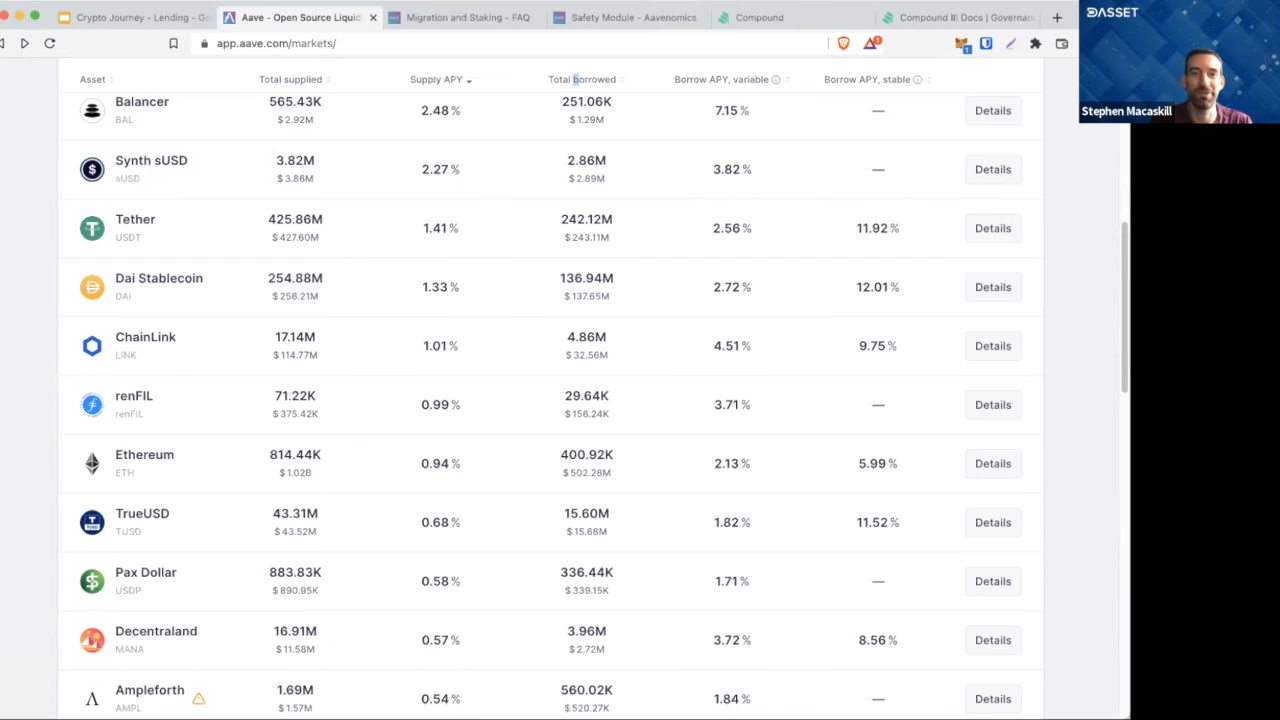 Crypto Journey - Lending - Go
Aave - Open Source Liquid
Migration and Staking - FAQ
Safety Module - Aavenomics
Compound
Compound III Docs | Governan
app.aave.com/markets/
1
1
DASSET
Stephen Macaskill
Asset Total supplied Supply APY Total borrowed Borrow APY, variable Borrow APY, stable
Balancer 565.43K 2.48 % 251.06K 7.15 % — Details
BAL $ 2.92M $ 1.29M
Synth sUSD 3.82M 2.27 % 2.86M 3.82 % — Details
sUSD $ 3.86M $ 2.89M
Tether 425.86M 1.41 % 242.12M 2.56 % 11.92 % Details
USDT $ 427.60M $ 243.11M
Dai Stablecoin 254.88M 1.33 % 136.94M 2.72 % 12.01 % Details
DAI $ 256.21M $ 137.65M
ChainLink 17.14M 1.01 % 4.86M 4.51 % 9.75 % Details
LINK $ 114.77M $ 32.56M
renFIL 71.22K 0.99 % 29.64K 3.71 % — Details
renFIL $ 375.42K $ 156.24K
Ethereum 814.44K 0.94 % 400.92K 2.13 % 5.99 % Details
ETH $ 1.02B $ 502.28M
TrueUSD 43.31M 0.68 % 15.60M 1.82 % 11.52 % Details
TUSD $ 43.52M $ 15.68M
Pax Dollar 883.83K 0.58 % 336.44K 1.71 % — Details
USDP $ 890.95K $ 339.15K
Decentraland 16.91M 0.57 % 3.96M 3.72 % 8.56 % Details
MANA $ 11.58M $ 2.72M
Ampleforth 1.69M 0.54 % 560.02K 1.84 % — Details
AMPL $ 1.57M $ 520.27K